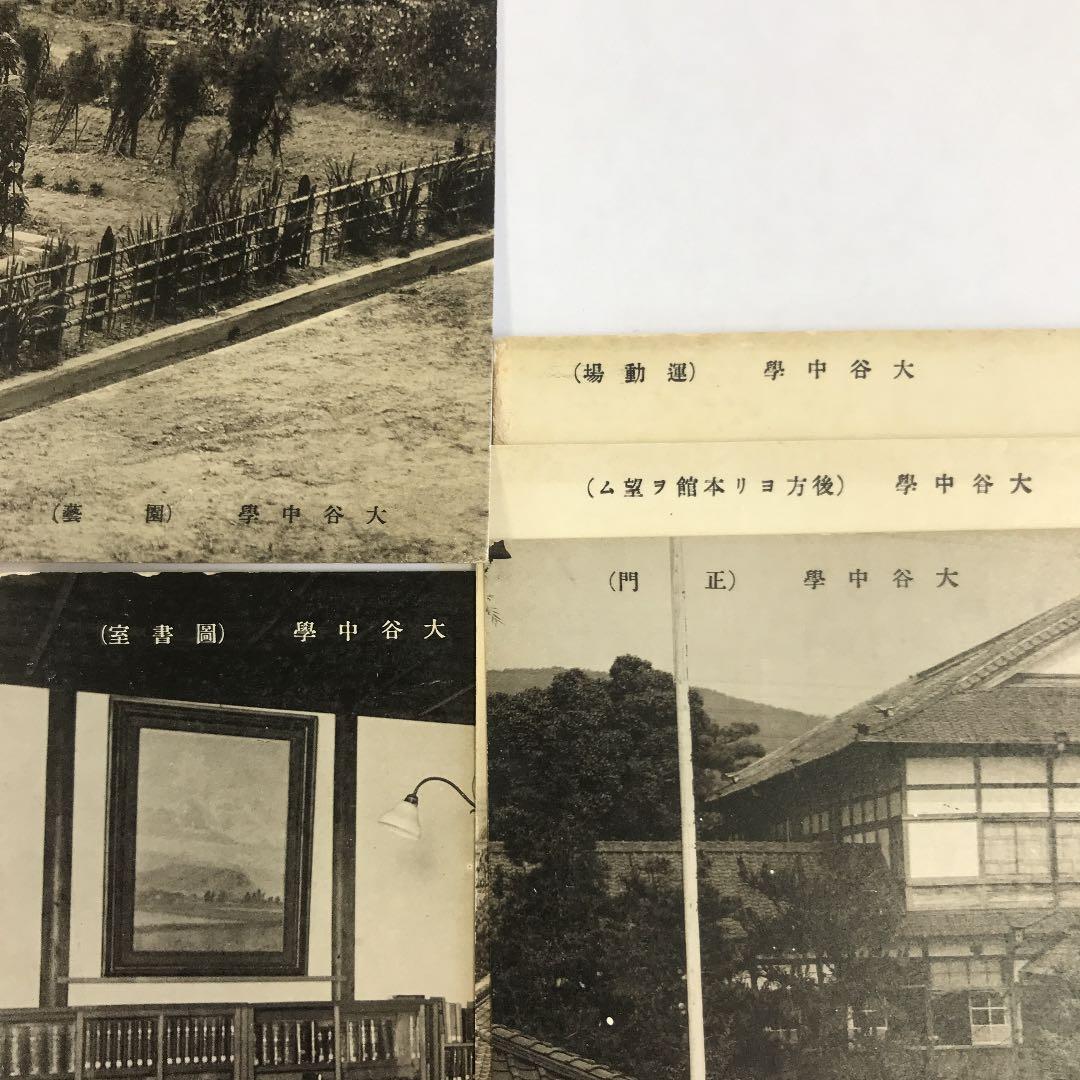 大谷中學 (運動場)
大谷中學 (後方ヨリ本館ヲ望ム)
大谷中學 (園藝)
大谷中學 (正門)
大谷中學 (圖書室)